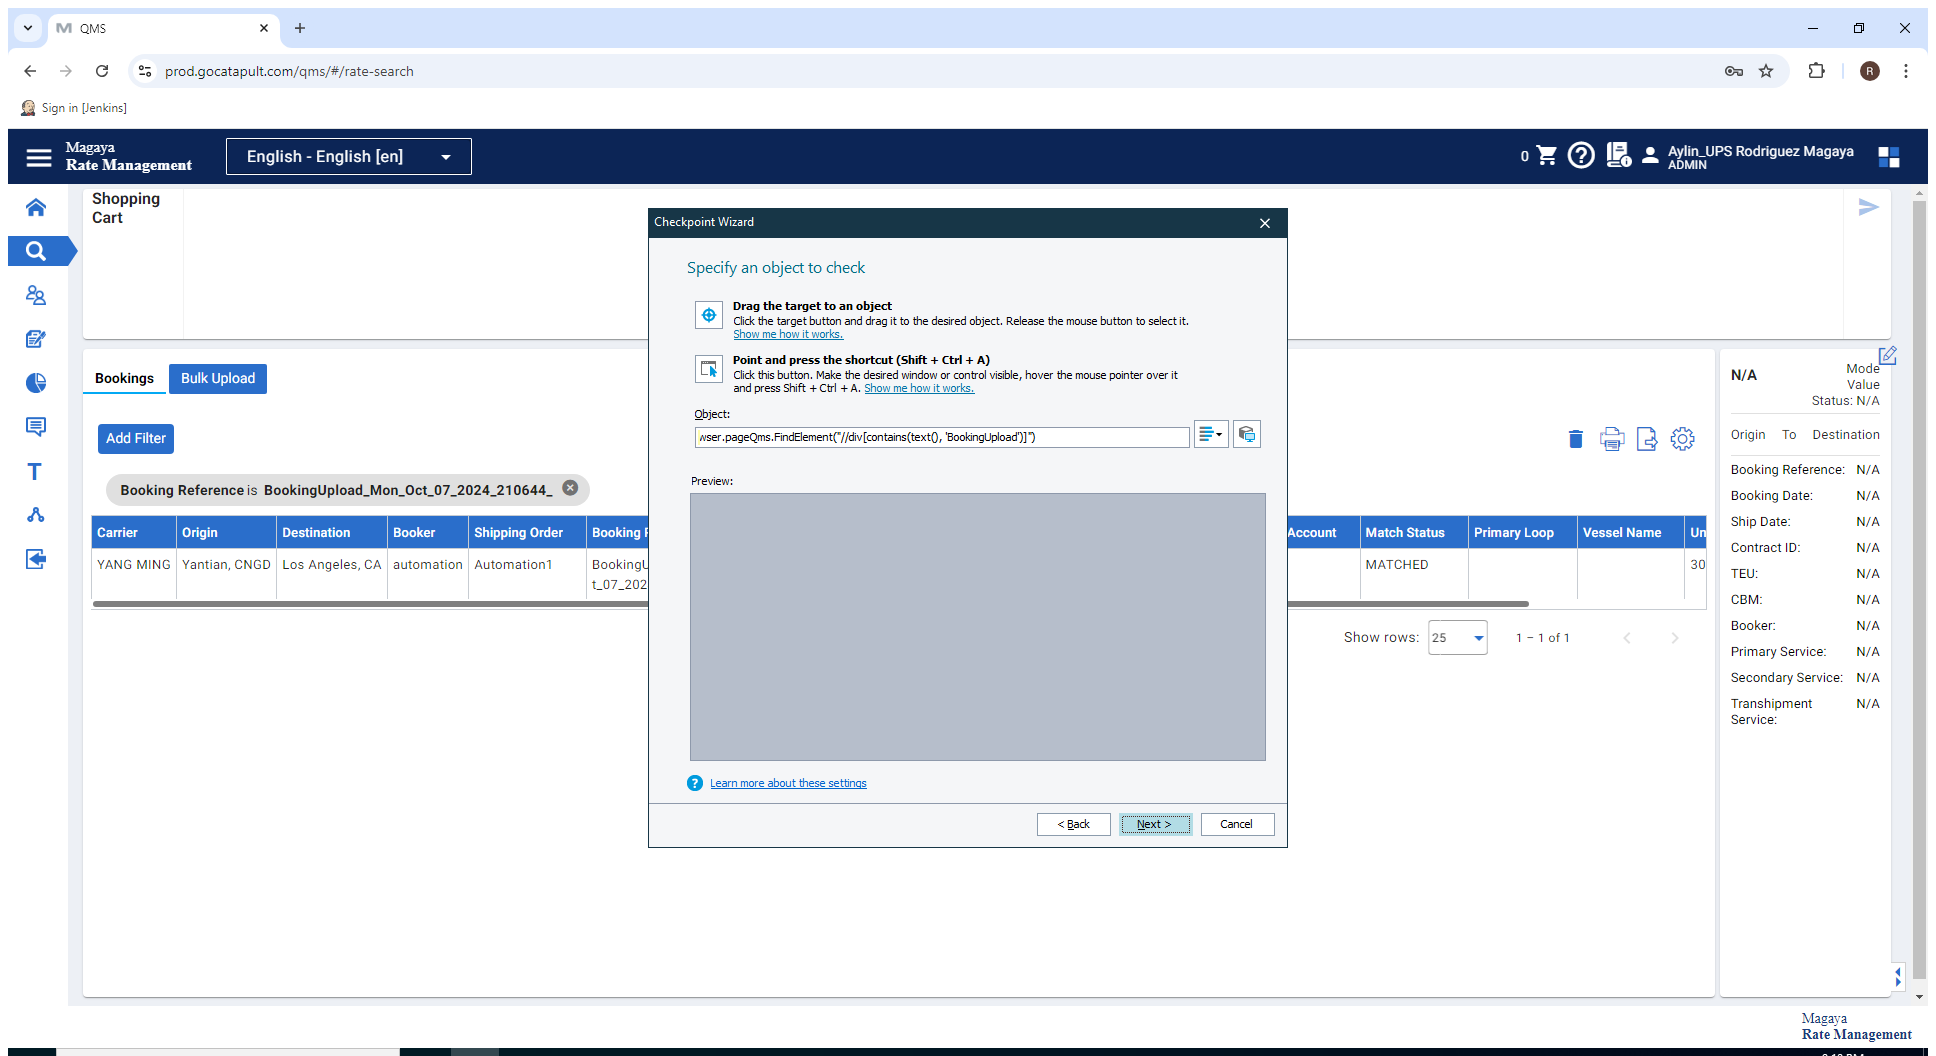 QMS
prod.gocatapult.com/qms/#/rate-search
R
Sign in [Jenkins]
Magaya
Rate Management
English - English [en]
0
Aylin_UPS Rodriguez Magaya
ADMIN
Shopping
Cart
Checkpoint Wizard
Specify an object to check
Drag the target to an object
Click the target button and drag it to the desired object. Release the mouse button to select it.
Show me how it works.
Point and press the shortcut (Shift + Ctrl + A)
Click this button. Make the desired window or control visible, hover the mouse pointer over it
and press Shift + Ctrl + A. Show me how it works.
Object:
wser.pageQms.FindElement("//div[contains(text(), 'BookingUpload')]")
Preview:
Learn more about these settings
< Back
Next >
Cancel
Bookings
Bulk Upload
Add Filter
Booking Reference is BookingUpload_Mon_Oct_07_2024_210644_
Carrier Origin Destination Booker Shipping Order Booking Account Match Status Primary Loop Vessel Name Un
YANG MING Yantian, CNGD Los Angeles, CA automation Automation1 BookingU MATCHED 30
t_07_202
Show rows: 25 1 – 1 of 1
N/A
Mode
Value
Status: N/A
Origin To Destination
Booking Reference: N/A
Booking Date: N/A
Ship Date: N/A
Contract ID: N/A
TEU: N/A
CBM: N/A
Booker: N/A
Primary Service: N/A
Secondary Service: N/A
Transhipment N/A
Service:
Magaya
Rate Management